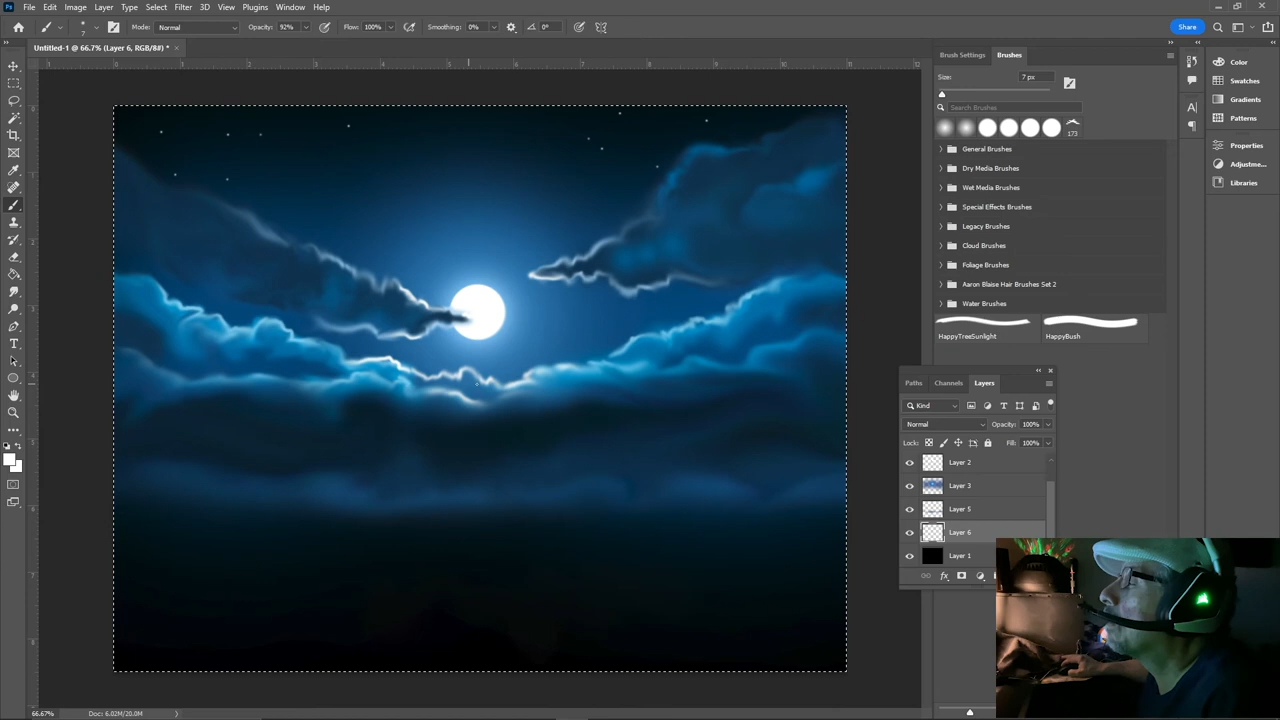 Ps File Edit Image Layer Type Select Filter 3D View Plugins Window Help
7 Mode: Normal Opacity: 92% Flow: 100% Smoothing: 0% 0° Share
Untitled-1 @ 66.7% (Layer 6, RGB/8#) *
Brush Settings Brushes
Size: 7 px
Search Brushes
173
General Brushes
Dry Media Brushes
Wet Media Brushes
Special Effects Brushes
Legacy Brushes
Cloud Brushes
Foliage Brushes
Aaron Blaise Hair Brushes Set 2
Water Brushes
HappyTreeSunlight HappyBush
Color
Swatches
Gradients
Patterns
Properties
Adjustme...
Libraries
Paths Channels Layers
Kind
Normal Opacity: 100%
Lock: Fill: 100%
Layer 2
Layer 3
Layer 5
Layer 6
Layer 1
fx
66.67% Doc: 6.02M/20.0M